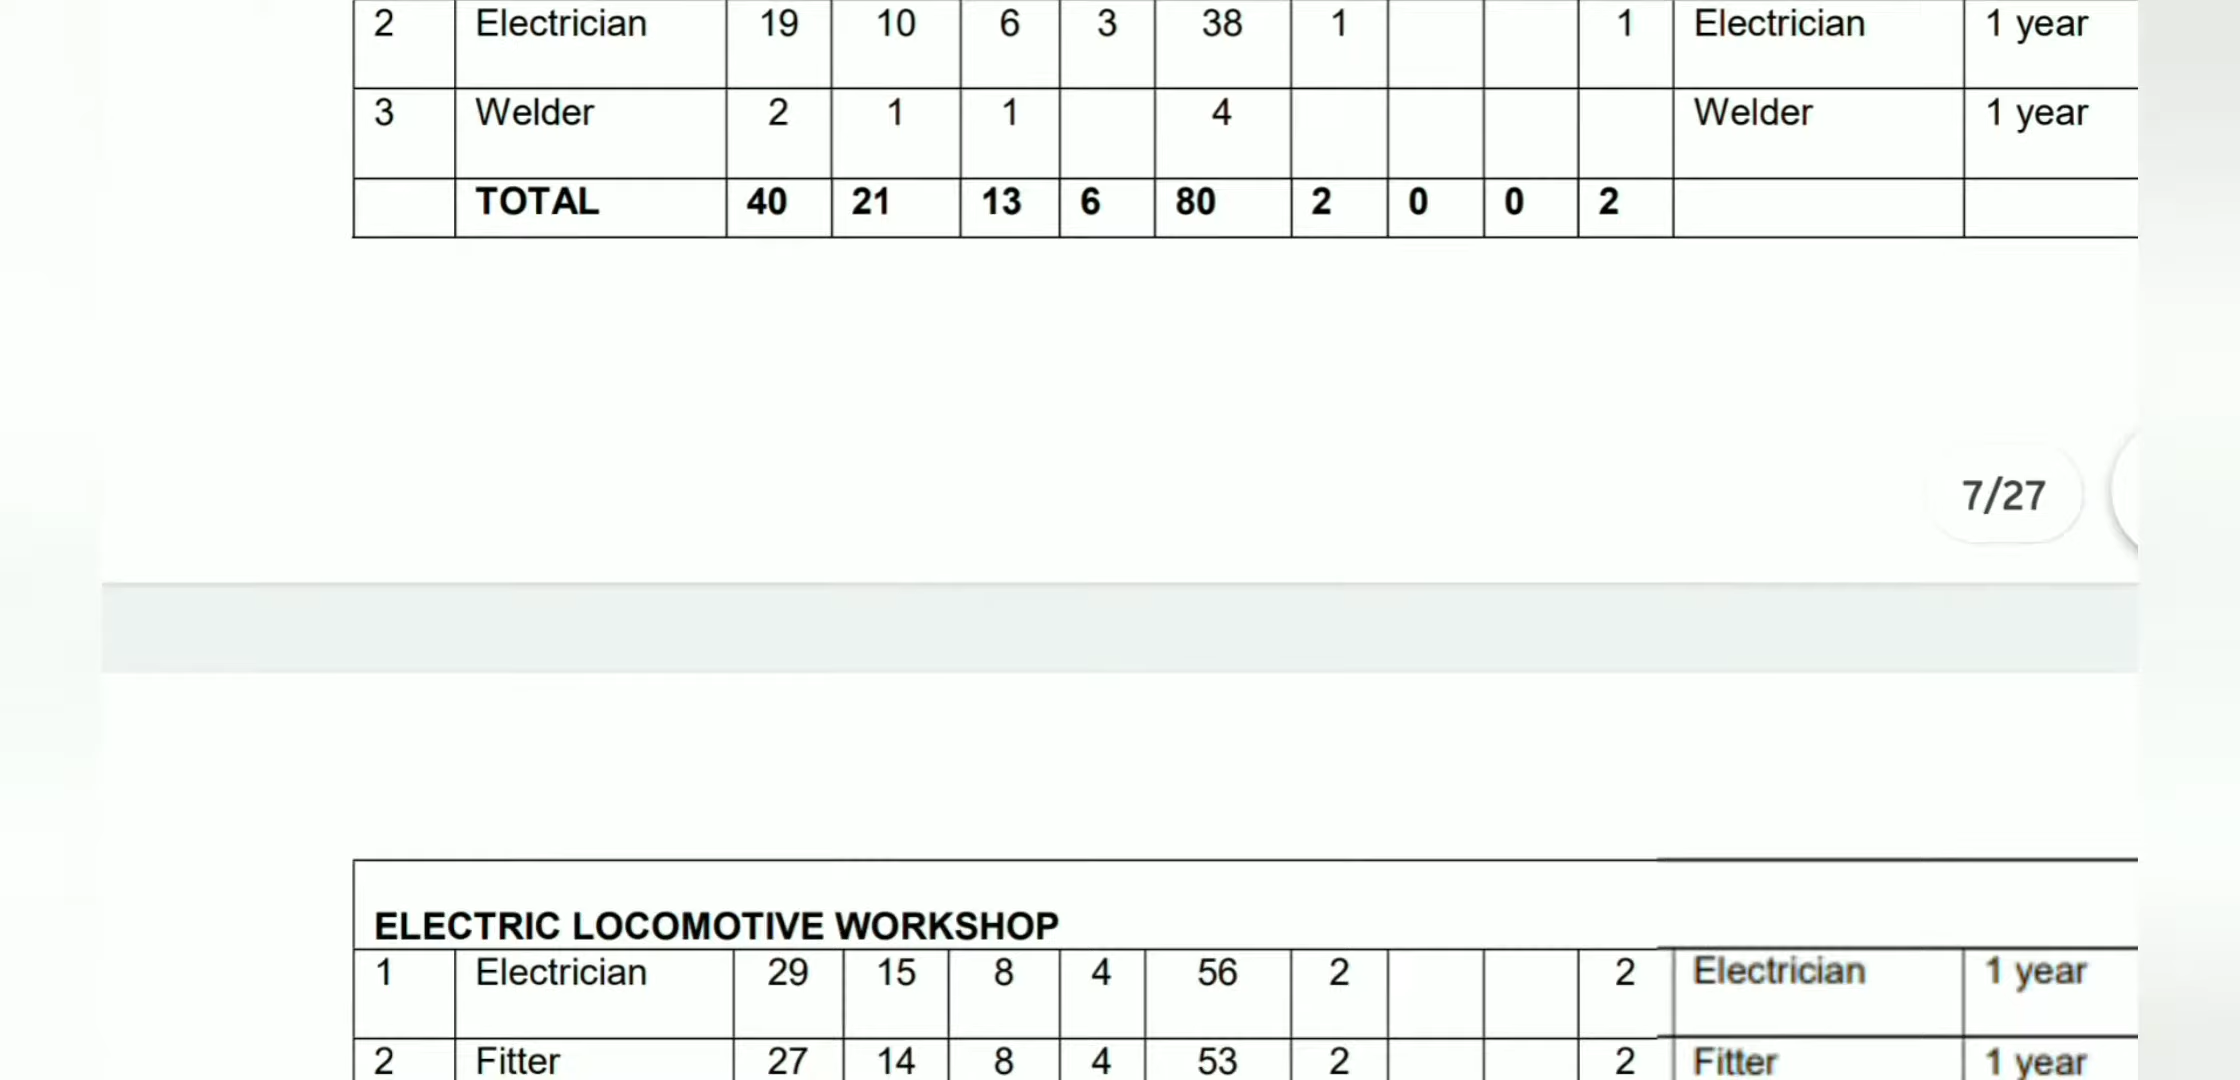 2 Electrician 19 10 6 3 38 1 1 Electrician 1 year
3 Welder 2 1 1 4 Welder 1 year
TOTAL 40 21 13 6 80 2 0 0 2
7/27
ELECTRIC LOCOMOTIVE WORKSHOP
1 Electrician 29 15 8 4 56 2 2 Electrician 1 year
2 Fitter 27 14 8 4 53 2 2 Fitter 1 year